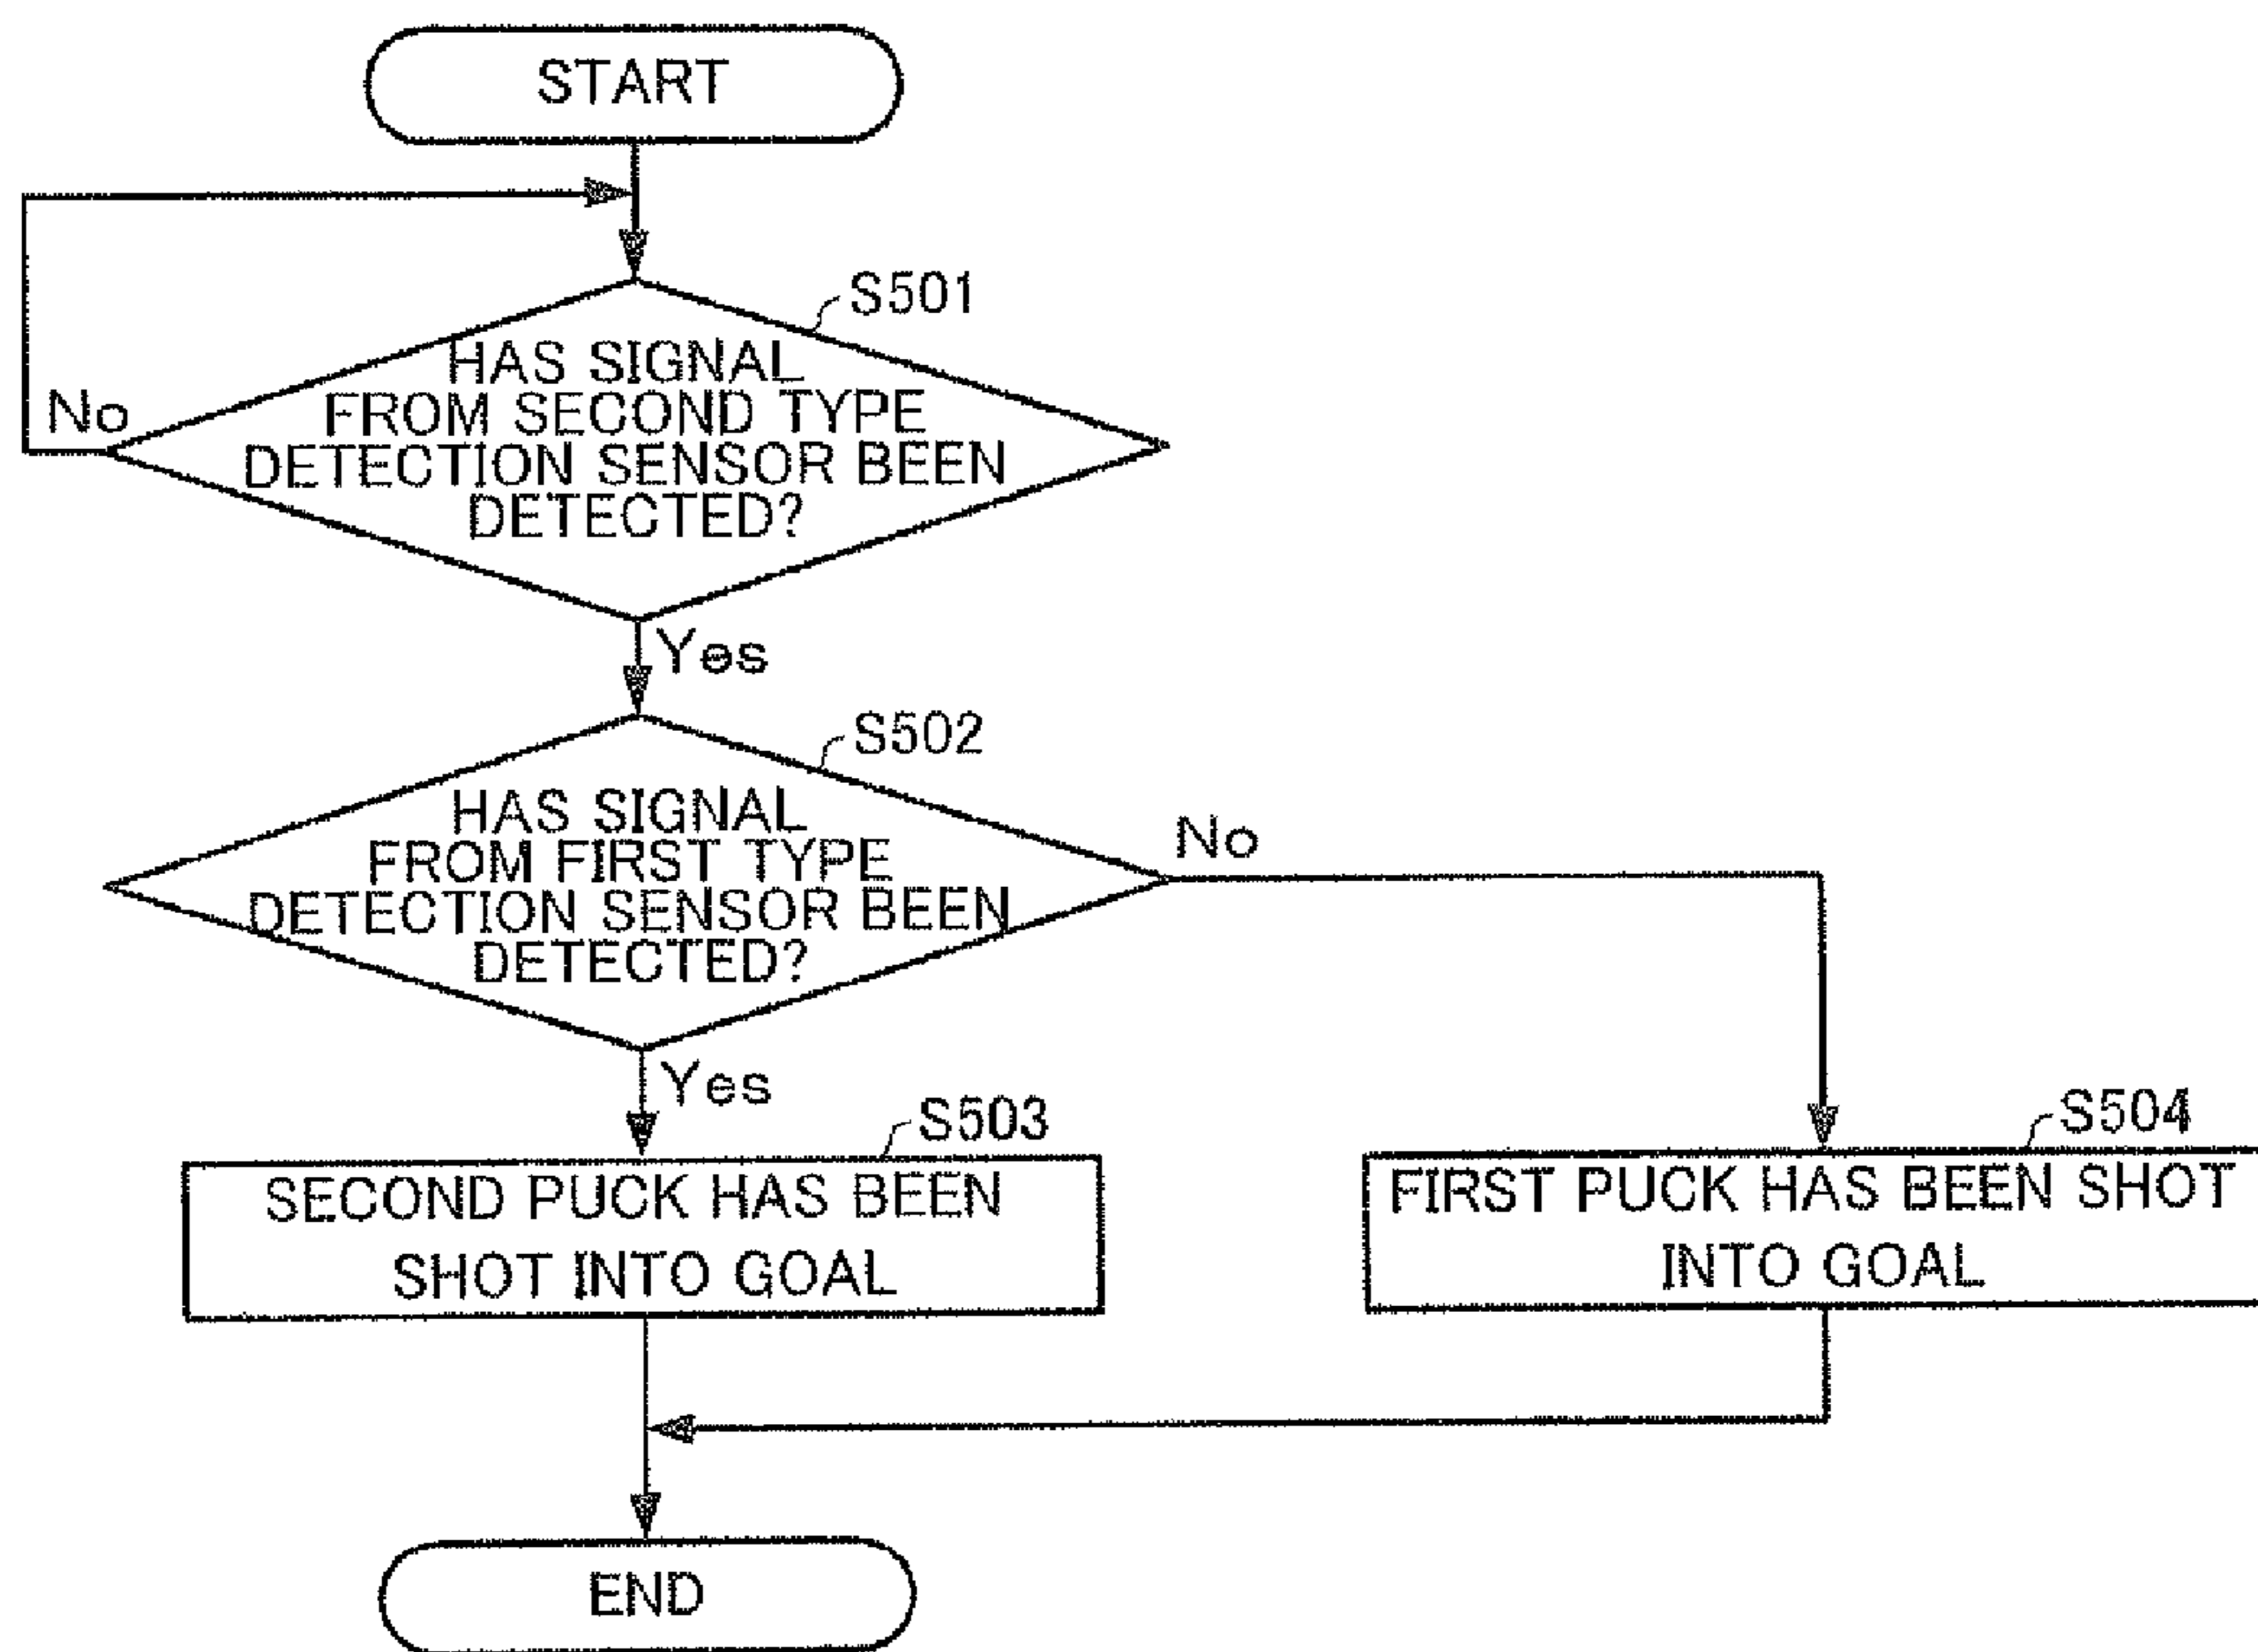 START
S501
HAS SIGNAL
FROM SECOND TYPE
DETECTION SENSOR BEEN
DETECTED?
No
Yes
S502
HAS SIGNAL
FROM FIRST TYPE
DETECTION SENSOR BEEN
DETECTED?
No
Yes
S503
SECOND PUCK HAS BEEN
SHOT INTO GOAL
S504
FIRST PUCK HAS BEEN SHOT
INTO GOAL
END